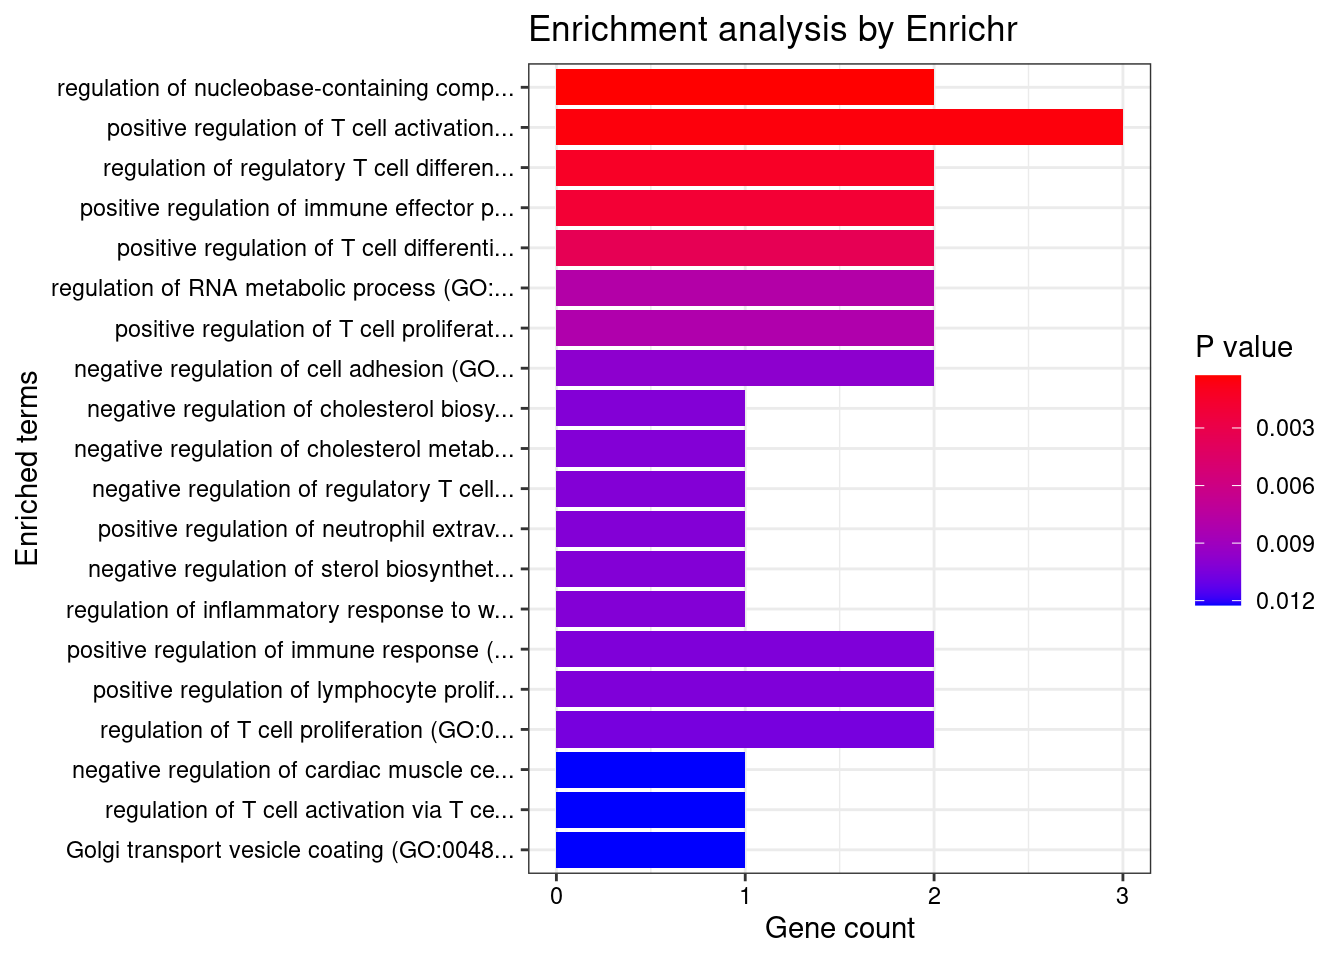 Enrichment analysis by Enrichr
regulation of nucleobase-containing comp...
positive regulation of T cell activation...
regulation of regulatory T cell differen...
positive regulation of immune effector p...
positive regulation of T cell differenti...
regulation of RNA metabolic process (GO:...
positive regulation of T cell proliferat...
negative regulation of cell adhesion (GO...
negative regulation of cholesterol biosy...
negative regulation of cholesterol metab...
negative regulation of regulatory T cell...
positive regulation of neutrophil extrav...
negative regulation of sterol biosynthet...
regulation of inflammatory response to w...
positive regulation of immune response (...
positive regulation of lymphocyte prolif...
regulation of T cell proliferation (GO:0...
negative regulation of cardiac muscle ce...
regulation of T cell activation via T ce...
Golgi transport vesicle coating (GO:0048...
Enriched terms
0 1 2 3
Gene count
P value
0.003
0.006
0.009
0.012